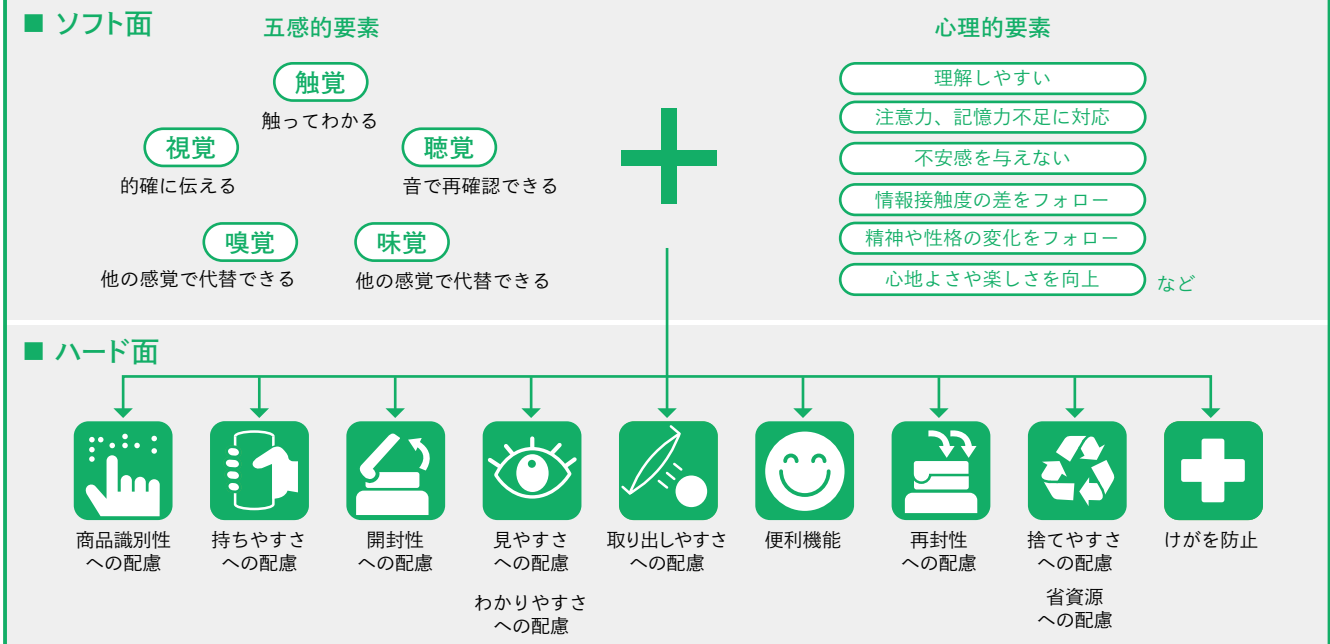 ■ ソフト面
五感的要素
触覚
触ってわかる
視覚
的確に伝える
聴覚
音で再確認できる
嗅覚
他の感覚で代替できる
味覚
他の感覚で代替できる
心理的要素
理解しやすい
注意力、記憶力不足に対応
不安感を与えない
情報接触度の差をフォロー
精神や性格の変化をフォロー
心地よさや楽しさを向上
など
■ ハード面
商品識別性
への配慮
持ちやすさ
への配慮
開封性
への配慮
見やすさ
への配慮
わかりやすさ
への配慮
取り出しやすさ
への配慮
便利機能
再封性
への配慮
捨てやすさ
への配慮
省資源
への配慮
けがを防止